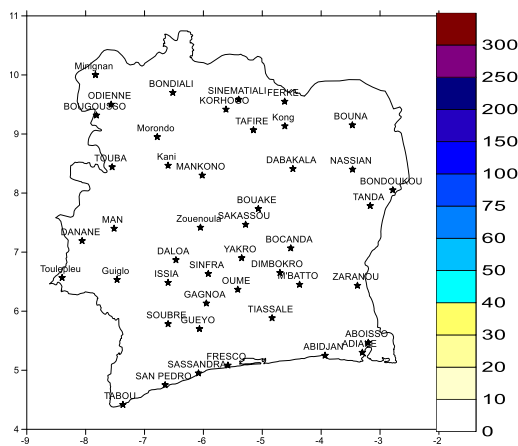 11
300
Minignan
10
BONDIALI
250
ODIENNE
SINEMATIALI FERKE
BOUGOUSSO
KORHOGO
200
TAFIRE Kong
BOUNA
9
Morondo
150
TOUBA
Kani
DABAKALA
NASSIAN
MANKONO
100
BONDOUKOU
8
TANDA
75
BOUAKE
Zouenoula
SAKASSOU
MAN
DANANE
60
BOCANDA
7
DALOA
YAKRO
50
Toulepleu
SINFRA
DIMBOKRO
Guiglo
ISSIA
M'BATTO
ZARANOU
OUME
40
GAGNOA
6
TIASSALE
30
SOUBRE
GUEYO
ABOISSO
ABIDJAN ADIAKE
20
FRESCO
SASSANDRA
5
SAN PEDRO
10
TABOU
4
0
-9 -8 -7 -6 -5 -4 -3 -2